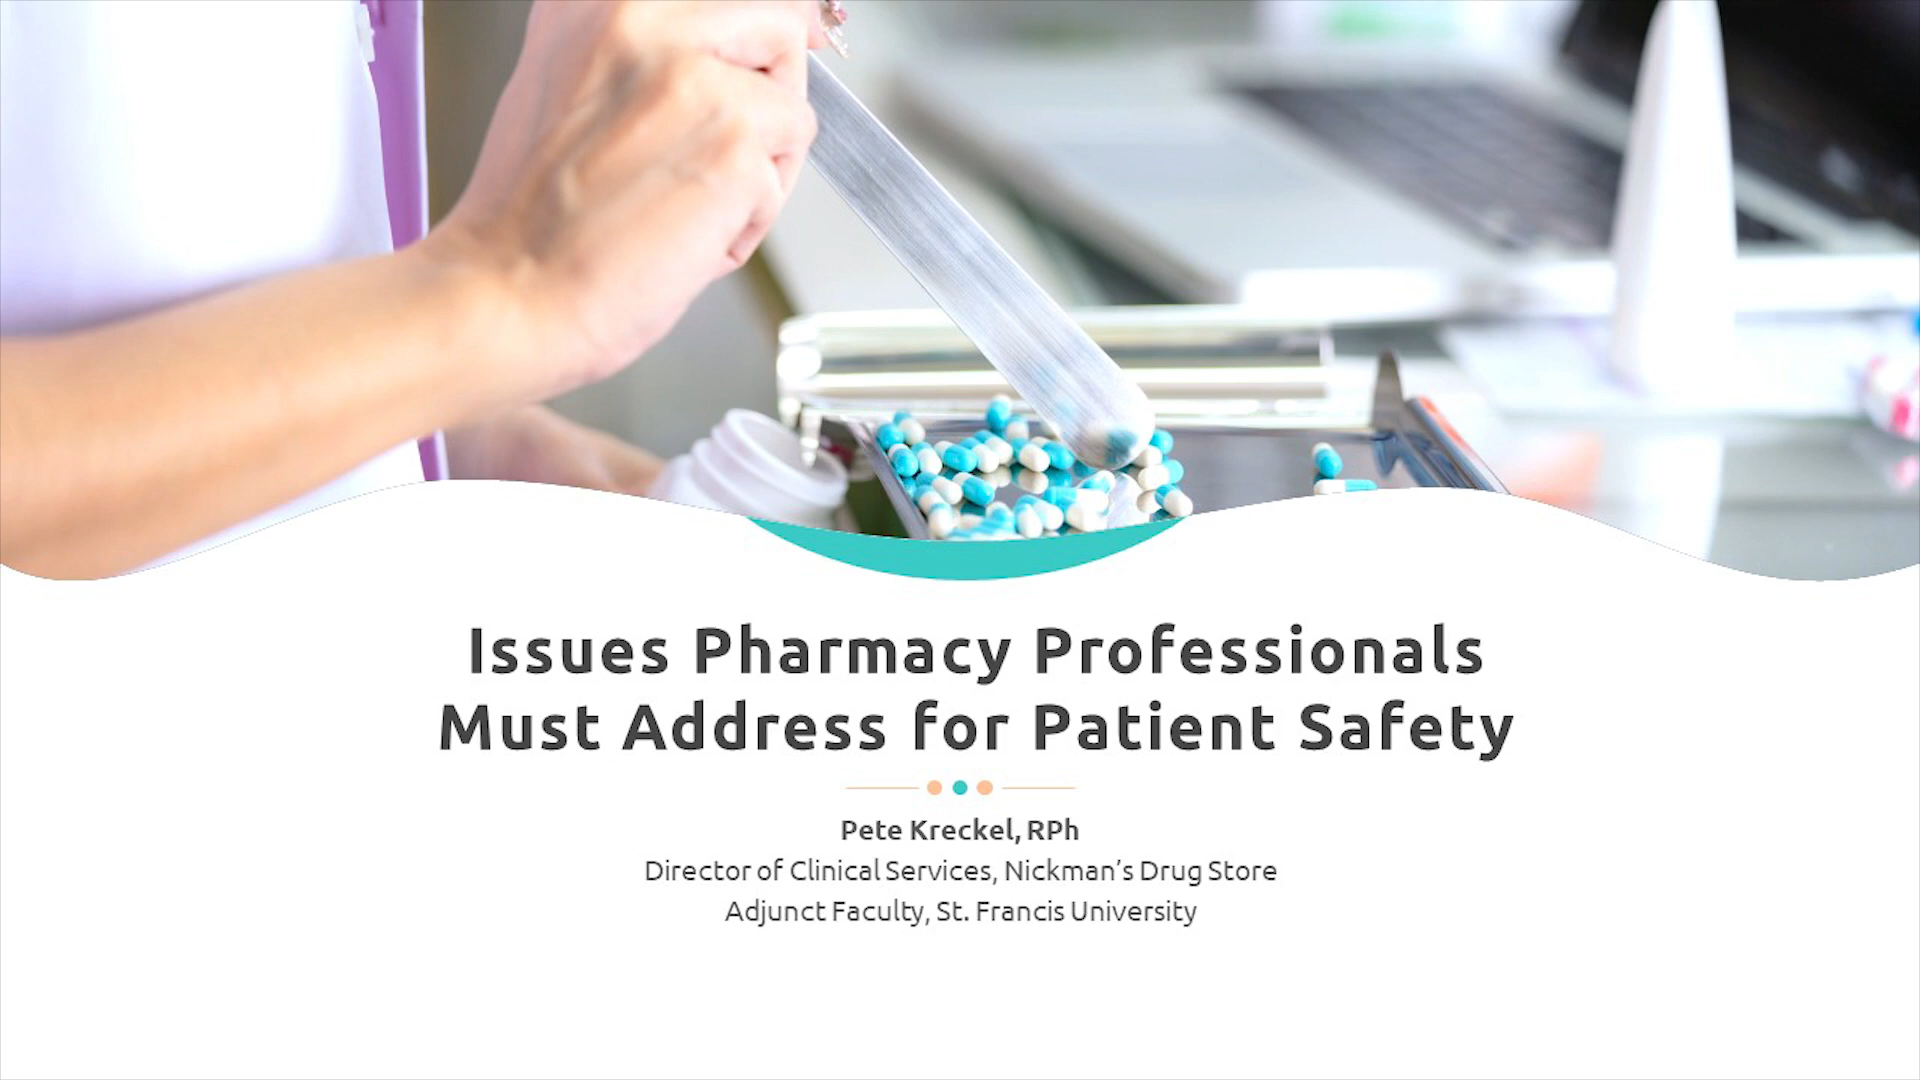 Issues Pharmacy Professionals
Must Address for Patient Safety
Pete Kreckel, RPh
Director of Clinical Services, Nickman’s Drug Store
Adjunct Faculty, St. Francis University